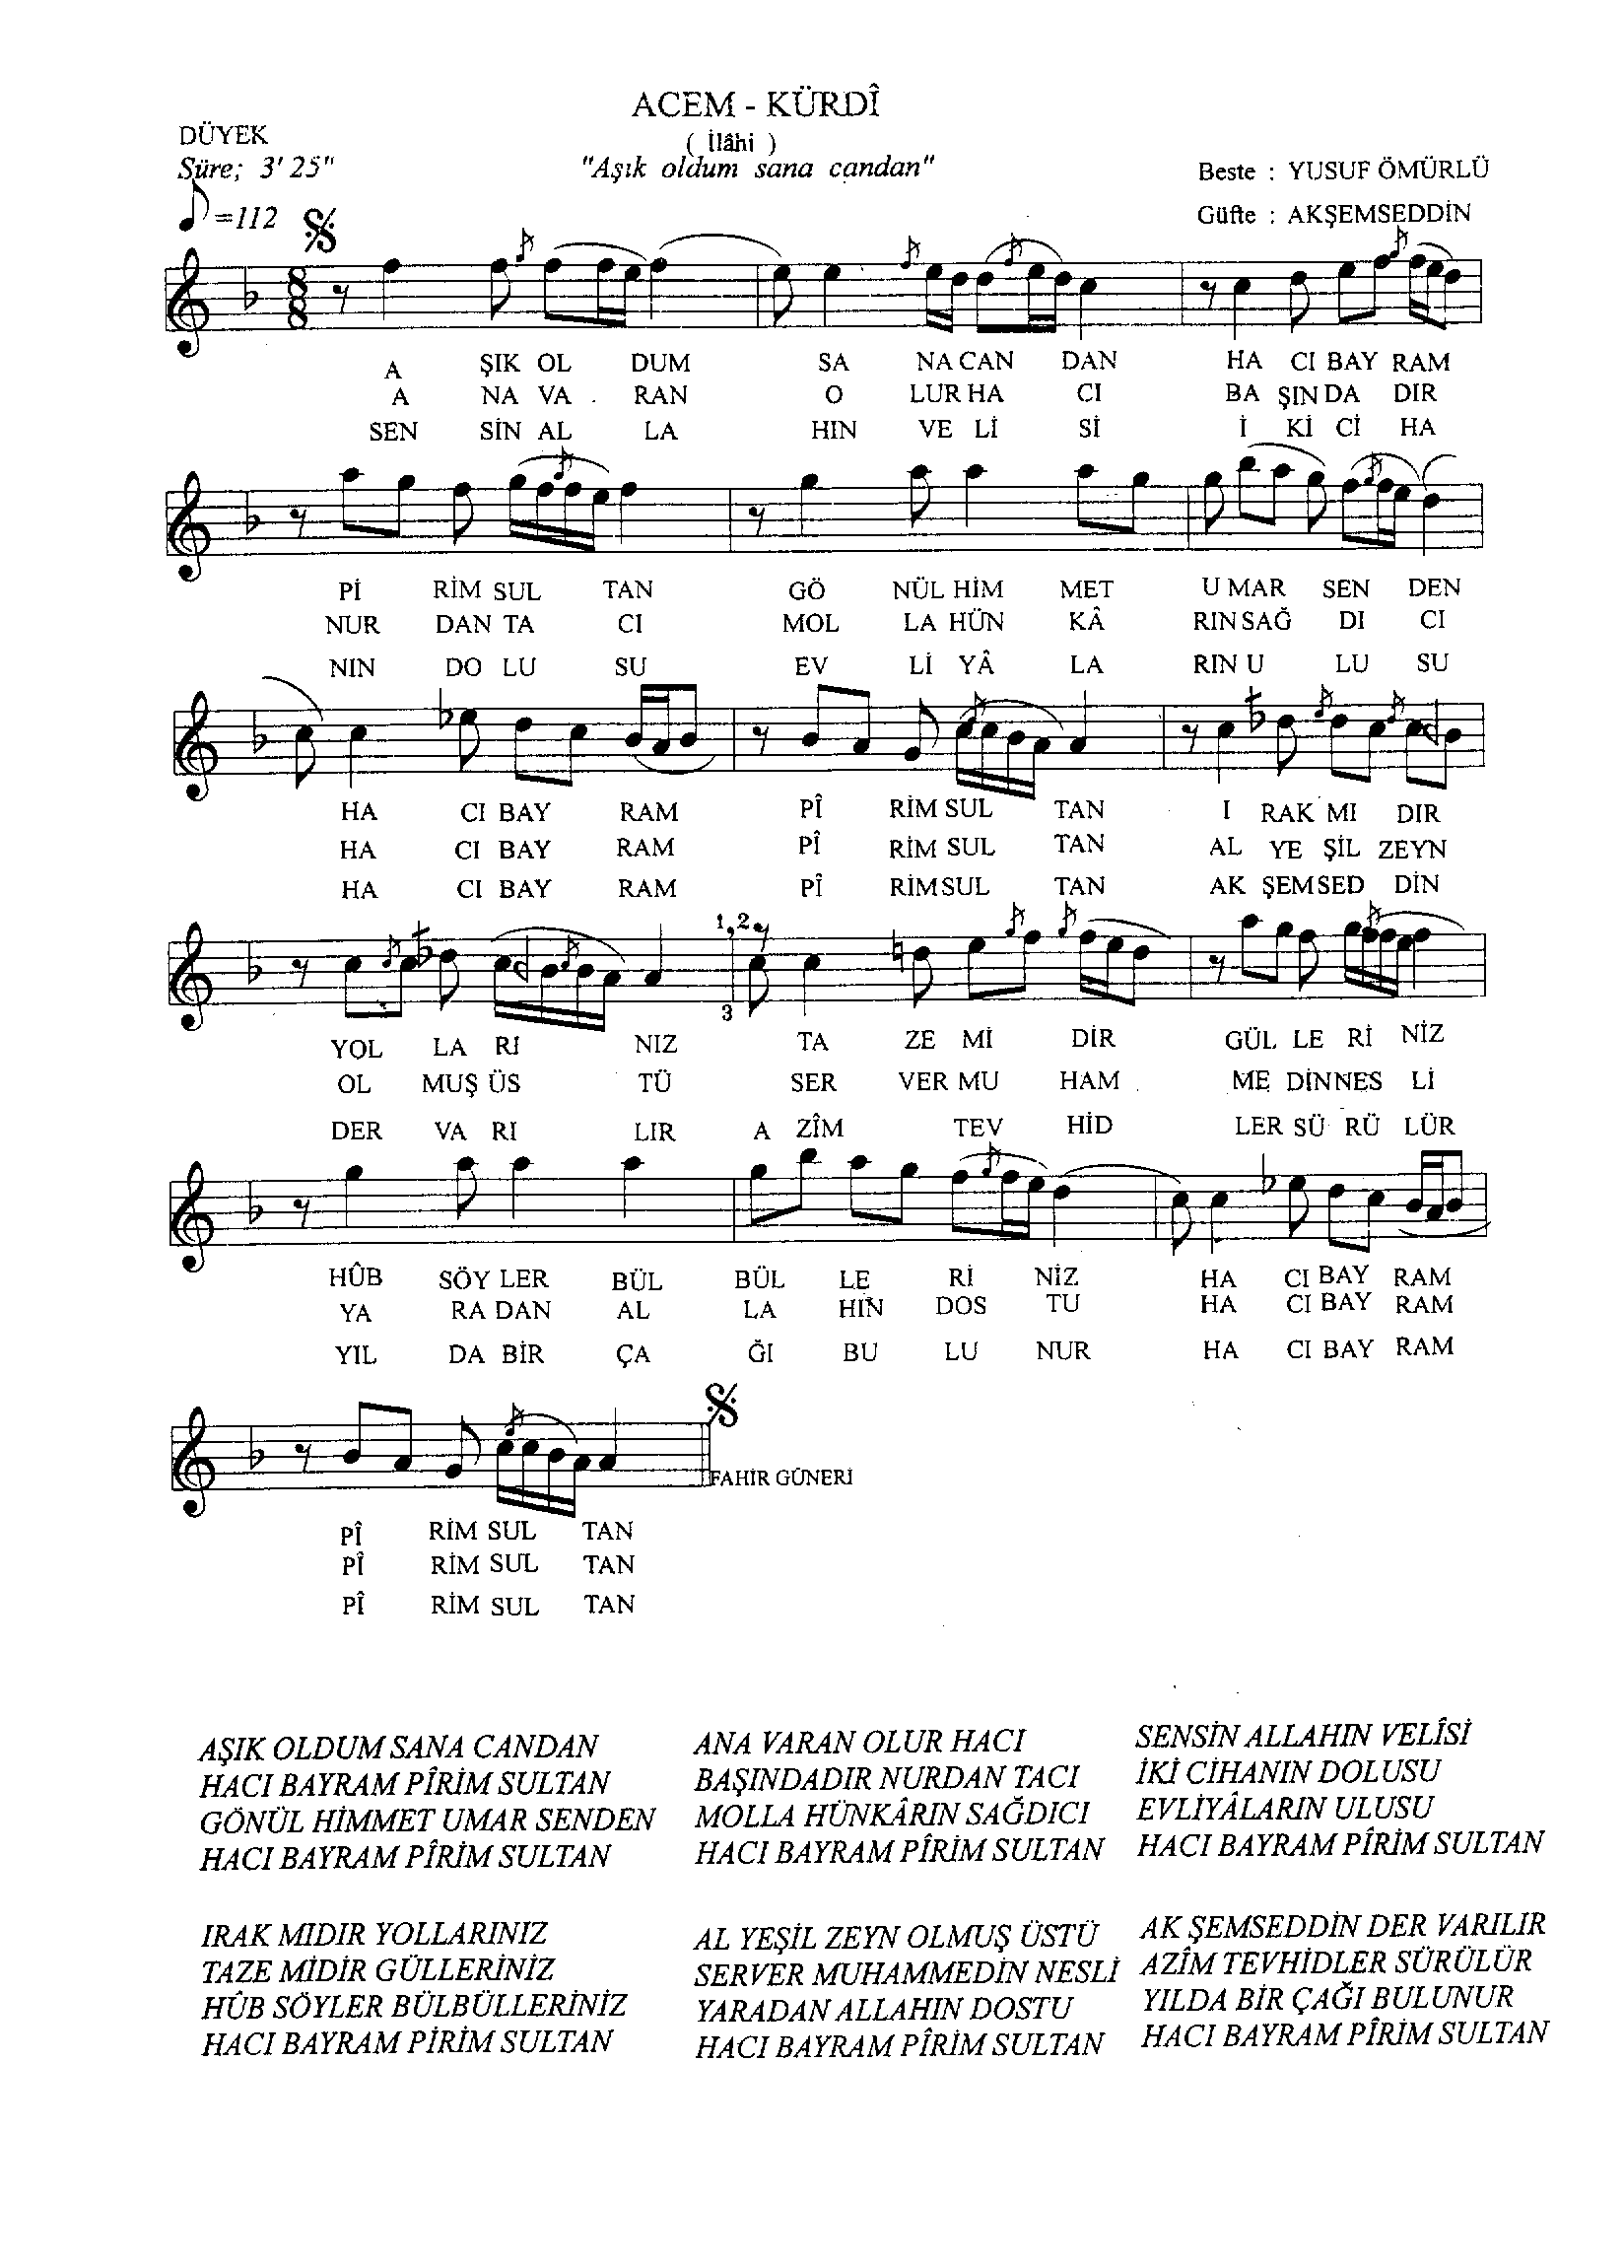 ACEM - KÜRDÎ
DÜYEK
( İlâhi )
Süre; 3' 25"
"Aşık oldum sana candan"
Beste : YUSUF ÖMÜRLÜ
=112
Güfte : AKŞEMSEDDİN
8
8
A ŞIK OL DUM SA NA CAN DAN HA CI BAY RAM
A NA VA RAN O LUR HA CI BA ŞIN DA DIR
SEN SİN AL LA HIN VE Lİ Sİ İ Kİ Cİ HA
Pİ RİM SUL TAN GÖ NÜL HİM MET U MAR SEN DEN
NUR DAN TA CI MOL LA HÜN KÂ RIN SAĞ DI CI
NIN DO LU SU EV Lİ YÂ LA RIN U LU SU
HA CI BAY RAM PÎ RİM SUL TAN I RAK MI DIR
HA CI BAY RAM PÎ RİM SUL TAN AL YE ŞİL ZEYN
HA CI BAY RAM PÎ RİM SUL TAN AK ŞEM SED DİN
1,2
3
YOL LA RI NIZ TA ZE Mİ DİR GÜL LE Rİ NİZ
OL MUŞ ÜS TÜ SER VER MU HAM ME DİN NES Lİ
DER VA RI LIR A ZÎM TEV HİD LER SÜ RÜ LÜR
HÛB SÖY LER BÜL BÜL LE Rİ NİZ HA CI BAY RAM
YA RA DAN AL LA HIN DOS TU HA CI BAY RAM
YIL DA BİR ÇA ĞI BU LU NUR HA CI BAY RAM
FAHİR GÜNERİ
PÎ RİM SUL TAN
PÎ RİM SUL TAN
PÎ RİM SUL TAN
AŞIK OLDUM SANA CANDAN
HACI BAYRAM PÎRİM SULTAN
GÖNÜL HİMMET UMAR SENDEN
HACI BAYRAM PÎRİM SULTAN
ANA VARAN OLUR HACI
BAŞINDADIR NURDAN TACI
MOLLA HÜNKÂRIN SAĞDICI
HACI BAYRAM PÎRİM SULTAN
SENSİN ALLAHIN VELÎSİ
İKİ CİHANIN DOLUSU
EVLİYÂLARIN ULUSU
HACI BAYRAM PÎRİM SULTAN
IRAK MIDIR YOLLARINIZ
TAZE MİDİR GÜLLERİNİZ
HÛB SÖYLER BÜLBÜLLERİNİZ
HACI BAYRAM PİRİM SULTAN
AL YEŞİL ZEYN OLMUŞ ÜSTÜ
SERVER MUHAMMEDİN NESLİ
YARADAN ALLAHIN DOSTU
HACI BAYRAM PÎRİM SULTAN
AK ŞEMSEDDİN DER VARILIR
AZÎM TEVHİDLER SÜRÜLÜR
YILDA BİR ÇAĞI BULUNUR
HACI BAYRAM PÎRİM SULTAN